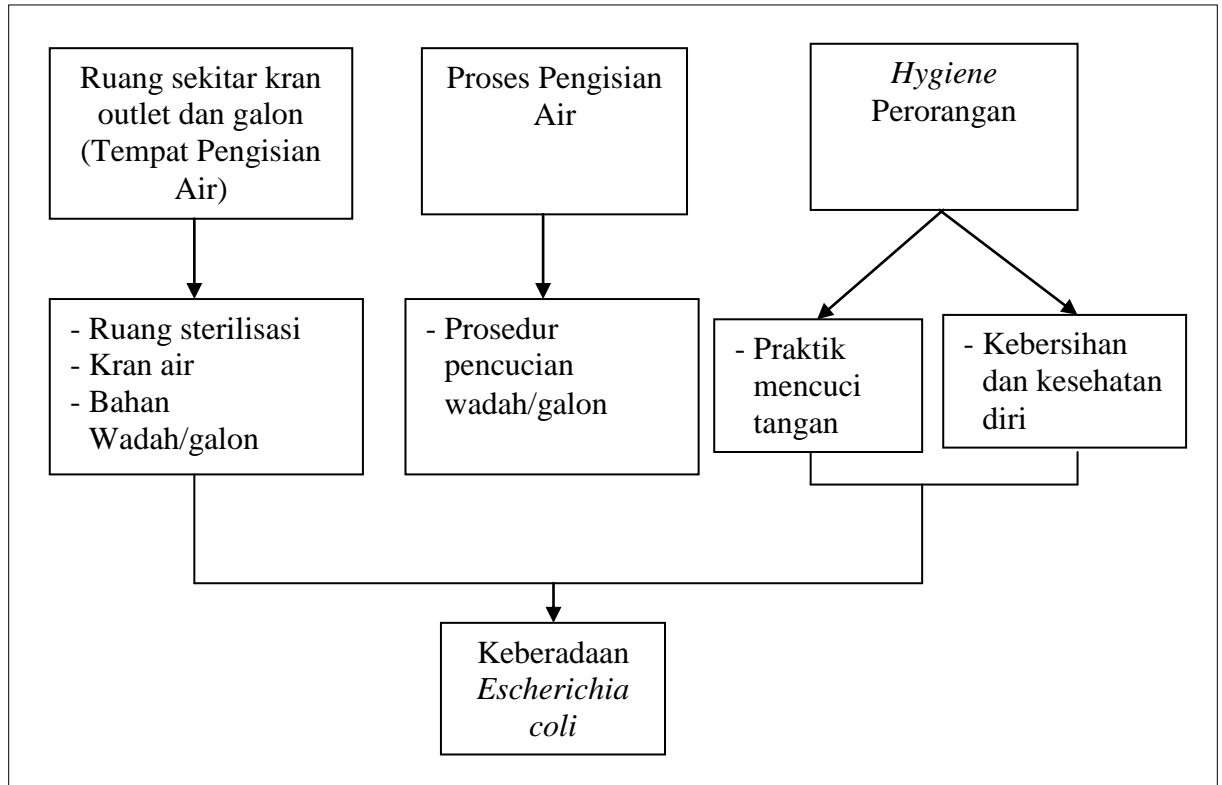 Ruang sekitar kran
outlet dan galon
(Tempat Pengisian
Air)
Proses Pengisian
Air
Hygiene
Perorangan
- Ruang sterilisasi
- Kran air
- Bahan
Wadah/galon
- Prosedur
pencucian
wadah/galon
- Praktik
mencuci
tangan
- Kebersihan
dan kesehatan
diri
Keberadaan
Escherichia
coli